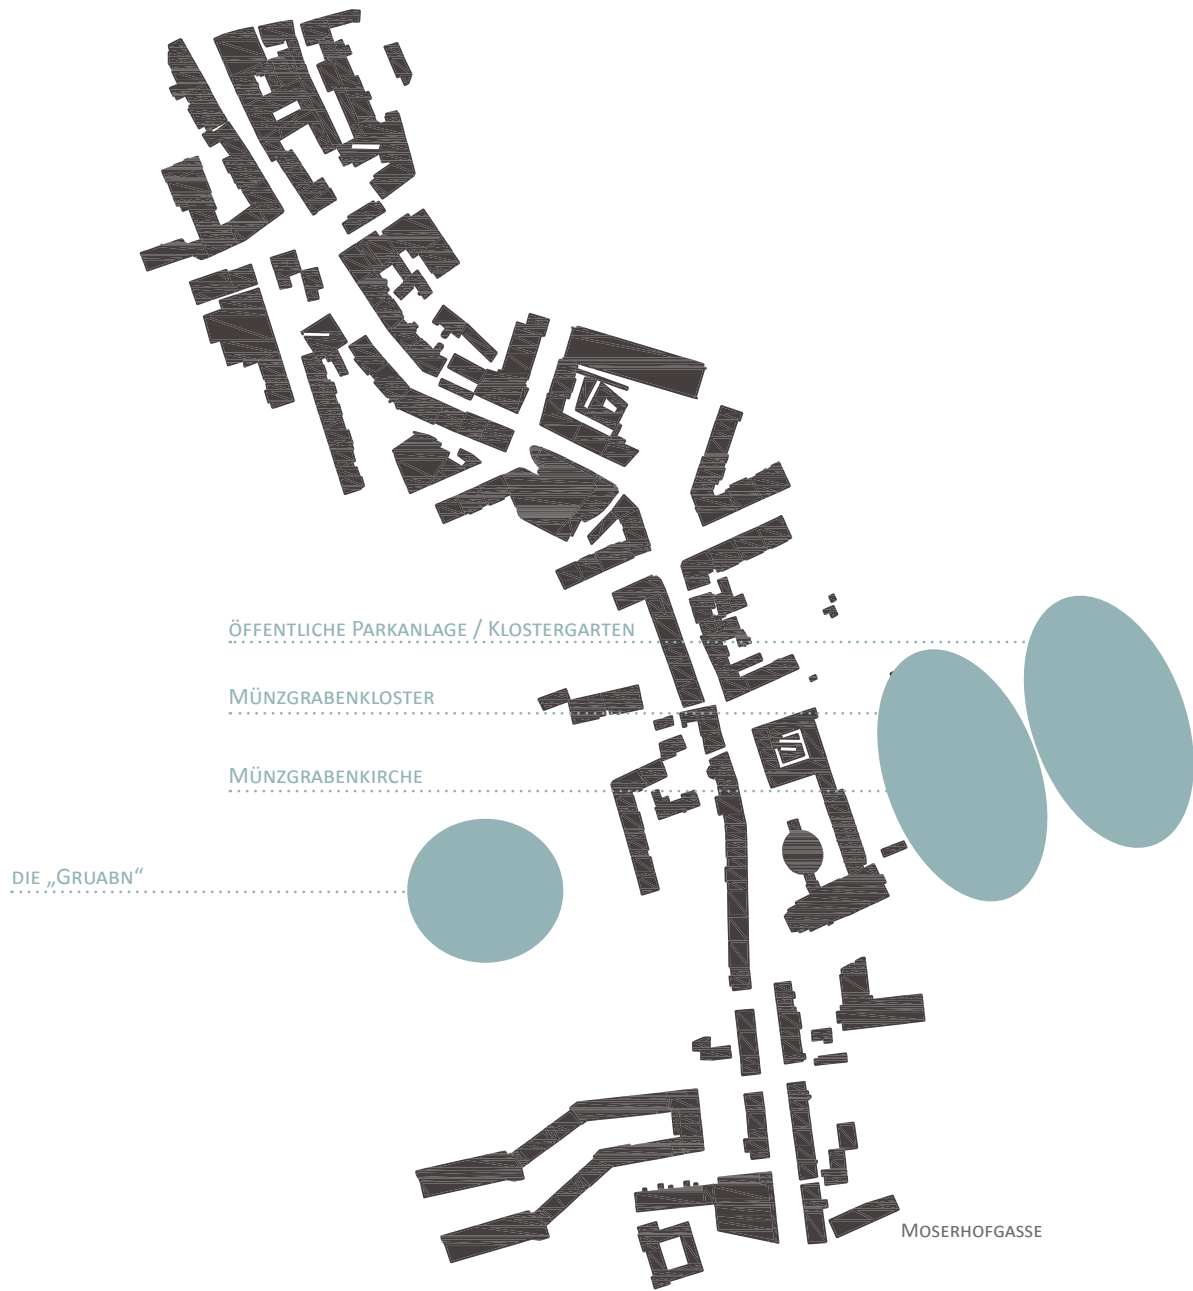 öffentliche Parkanlage / Klostergarten
Münzgrabenkloster
Münzgrabenkirche
die „Gruabn“
Moserhofgasse